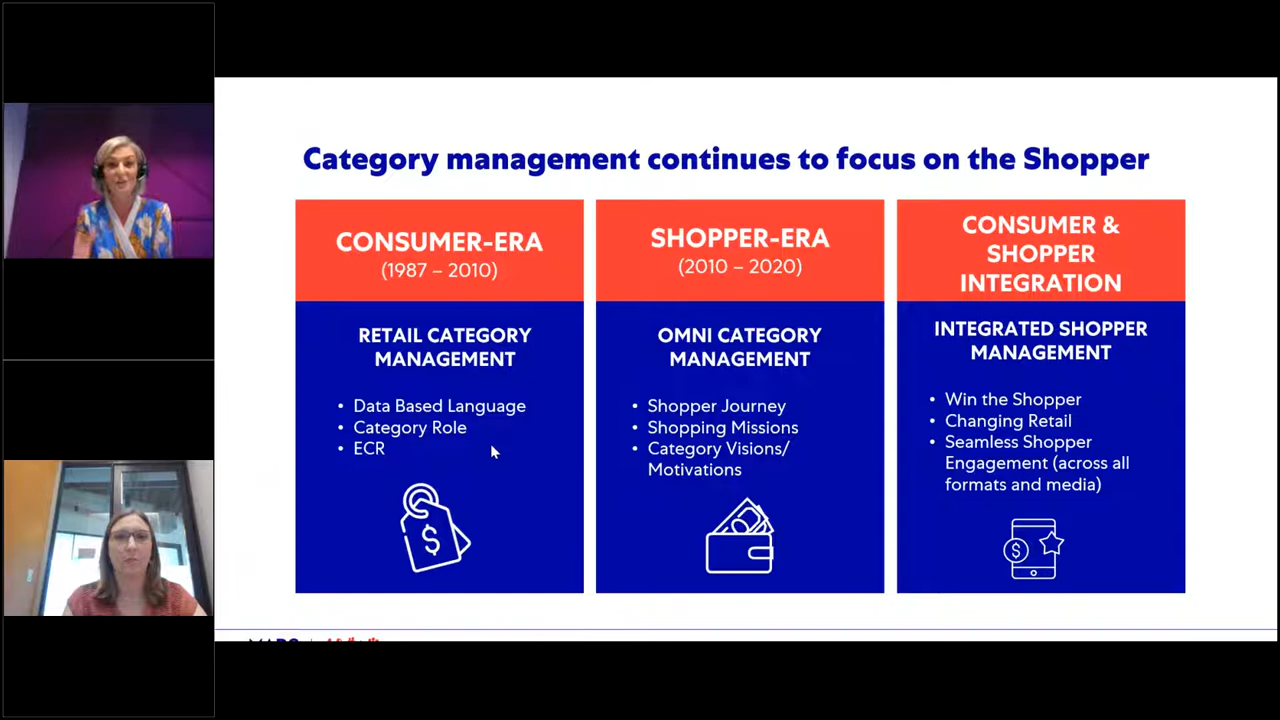 Category management continues to focus on the Shopper
CONSUMER-ERA
(1987 – 2010)
RETAIL CATEGORY
MANAGEMENT
• Data Based Language
• Category Role
• ECR
$
SHOPPER-ERA
(2010 – 2020)
OMNI CATEGORY
MANAGEMENT
• Shopper Journey
• Shopping Missions
• Category Visions/
Motivations
CONSUMER &
SHOPPER
INTEGRATION
INTEGRATED SHOPPER
MANAGEMENT
• Win the Shopper
• Changing Retail
• Seamless Shopper
Engagement (across all
formats and media)
$